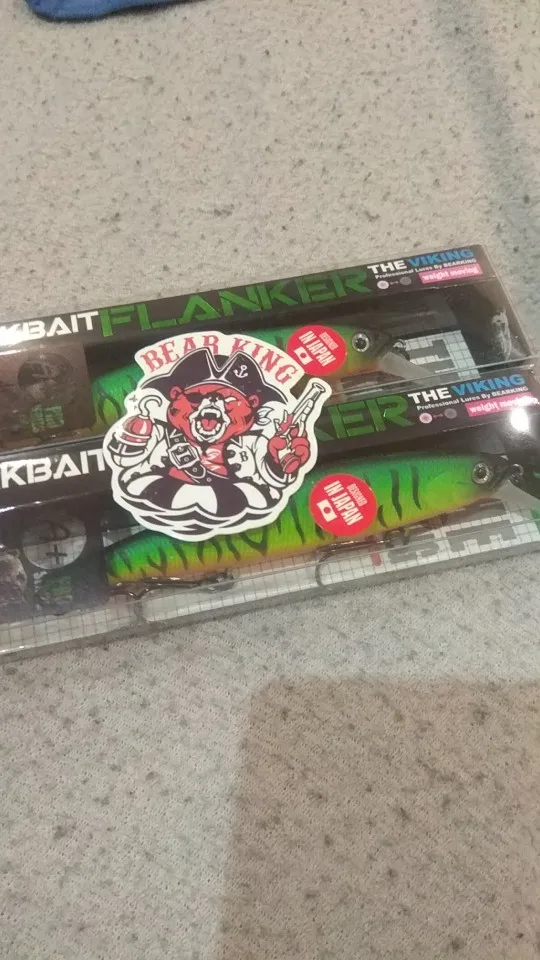 KBAIT FLANKER
THE VIKING
Professional Lures By BEARKING
weight moving
DESIGNED
IN JAPAN
BEAR KING
B
KBAIT
KER
THE VIKING
Professional Lures By BEARKING
weight moving
DESIGNED
IN JAPAN